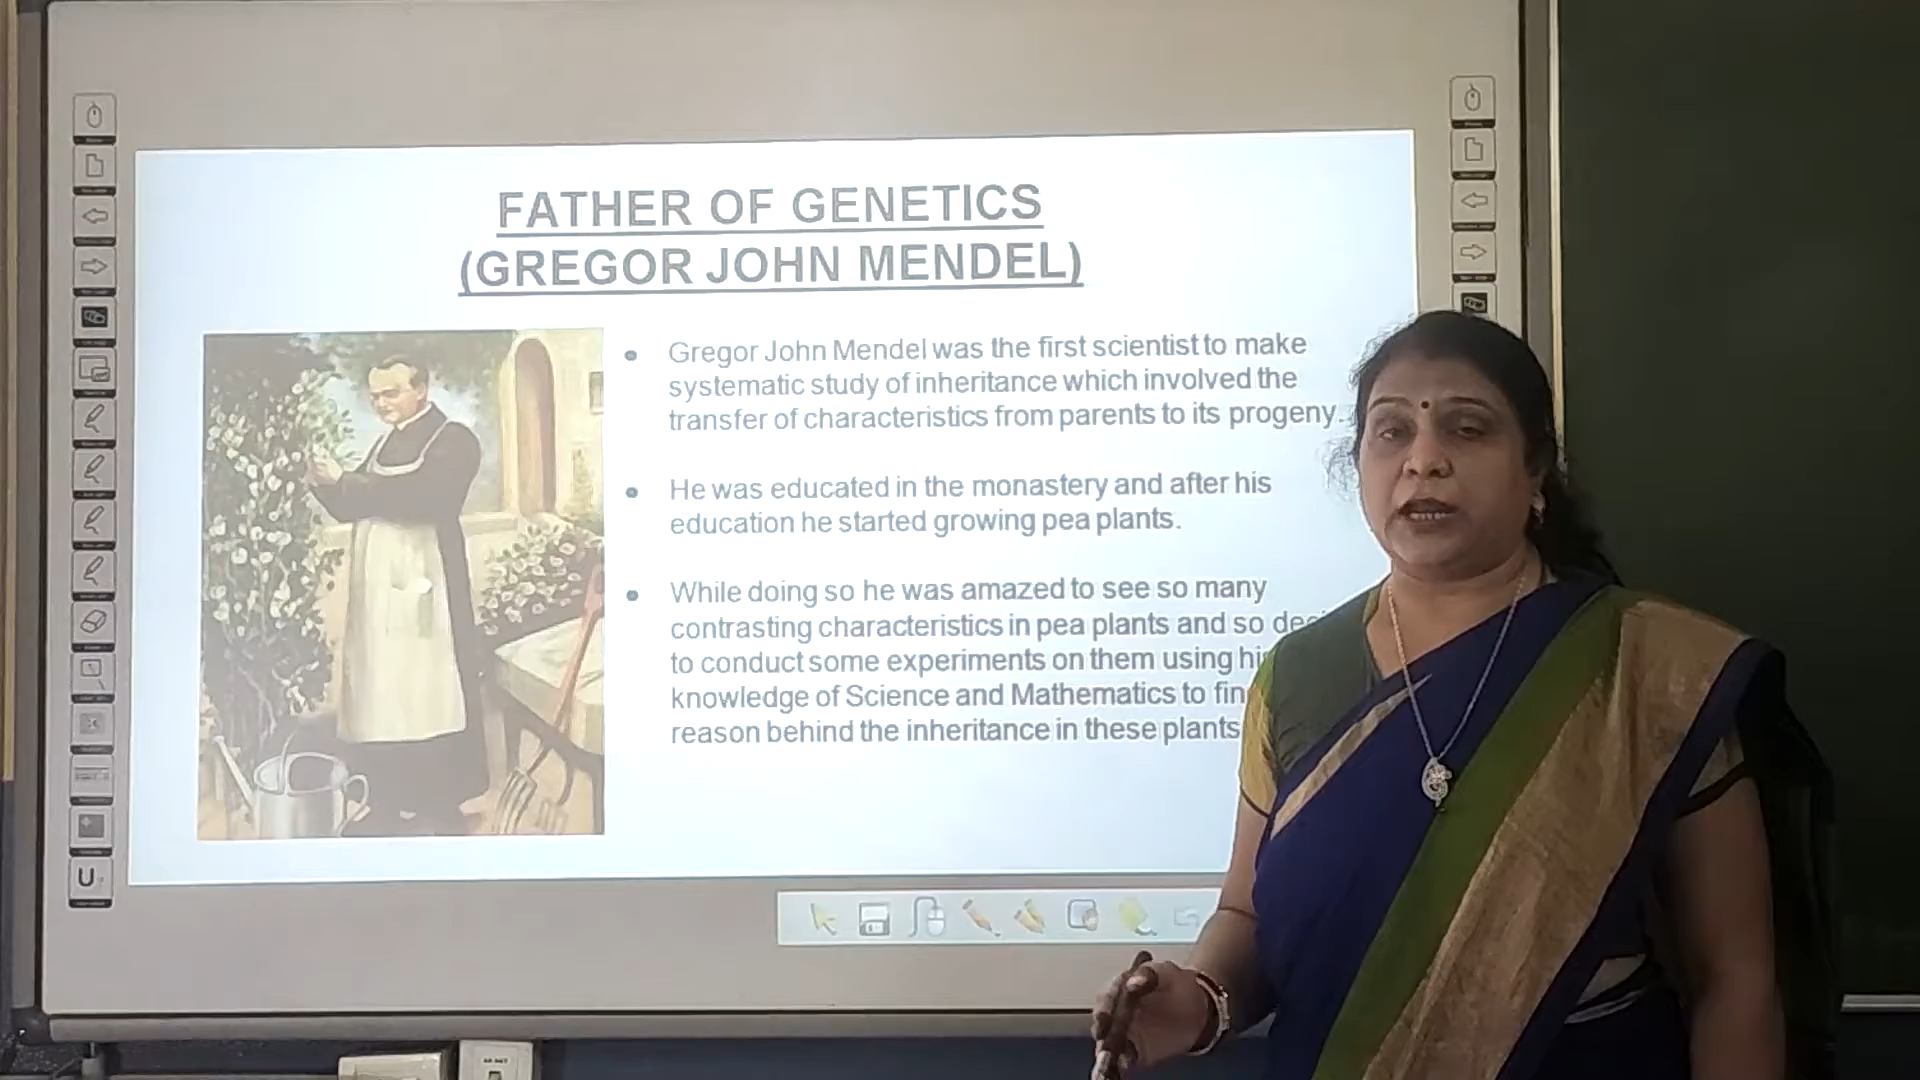 FATHER OF GENETICS
(GREGOR JOHN MENDEL)
Gregor John Mendel was the first scientist to make
systematic study of inheritance which involved the
transfer of characteristics from parents to its progeny.
He was educated in the monastery and after his
education he started growing pea plants.
While doing so he was amazed to see so many
contrasting characteristics in pea plants and so
to conduct some experiments on them using
knowledge of Science and Mathematics to
reason behind the inheritance in these plants
U